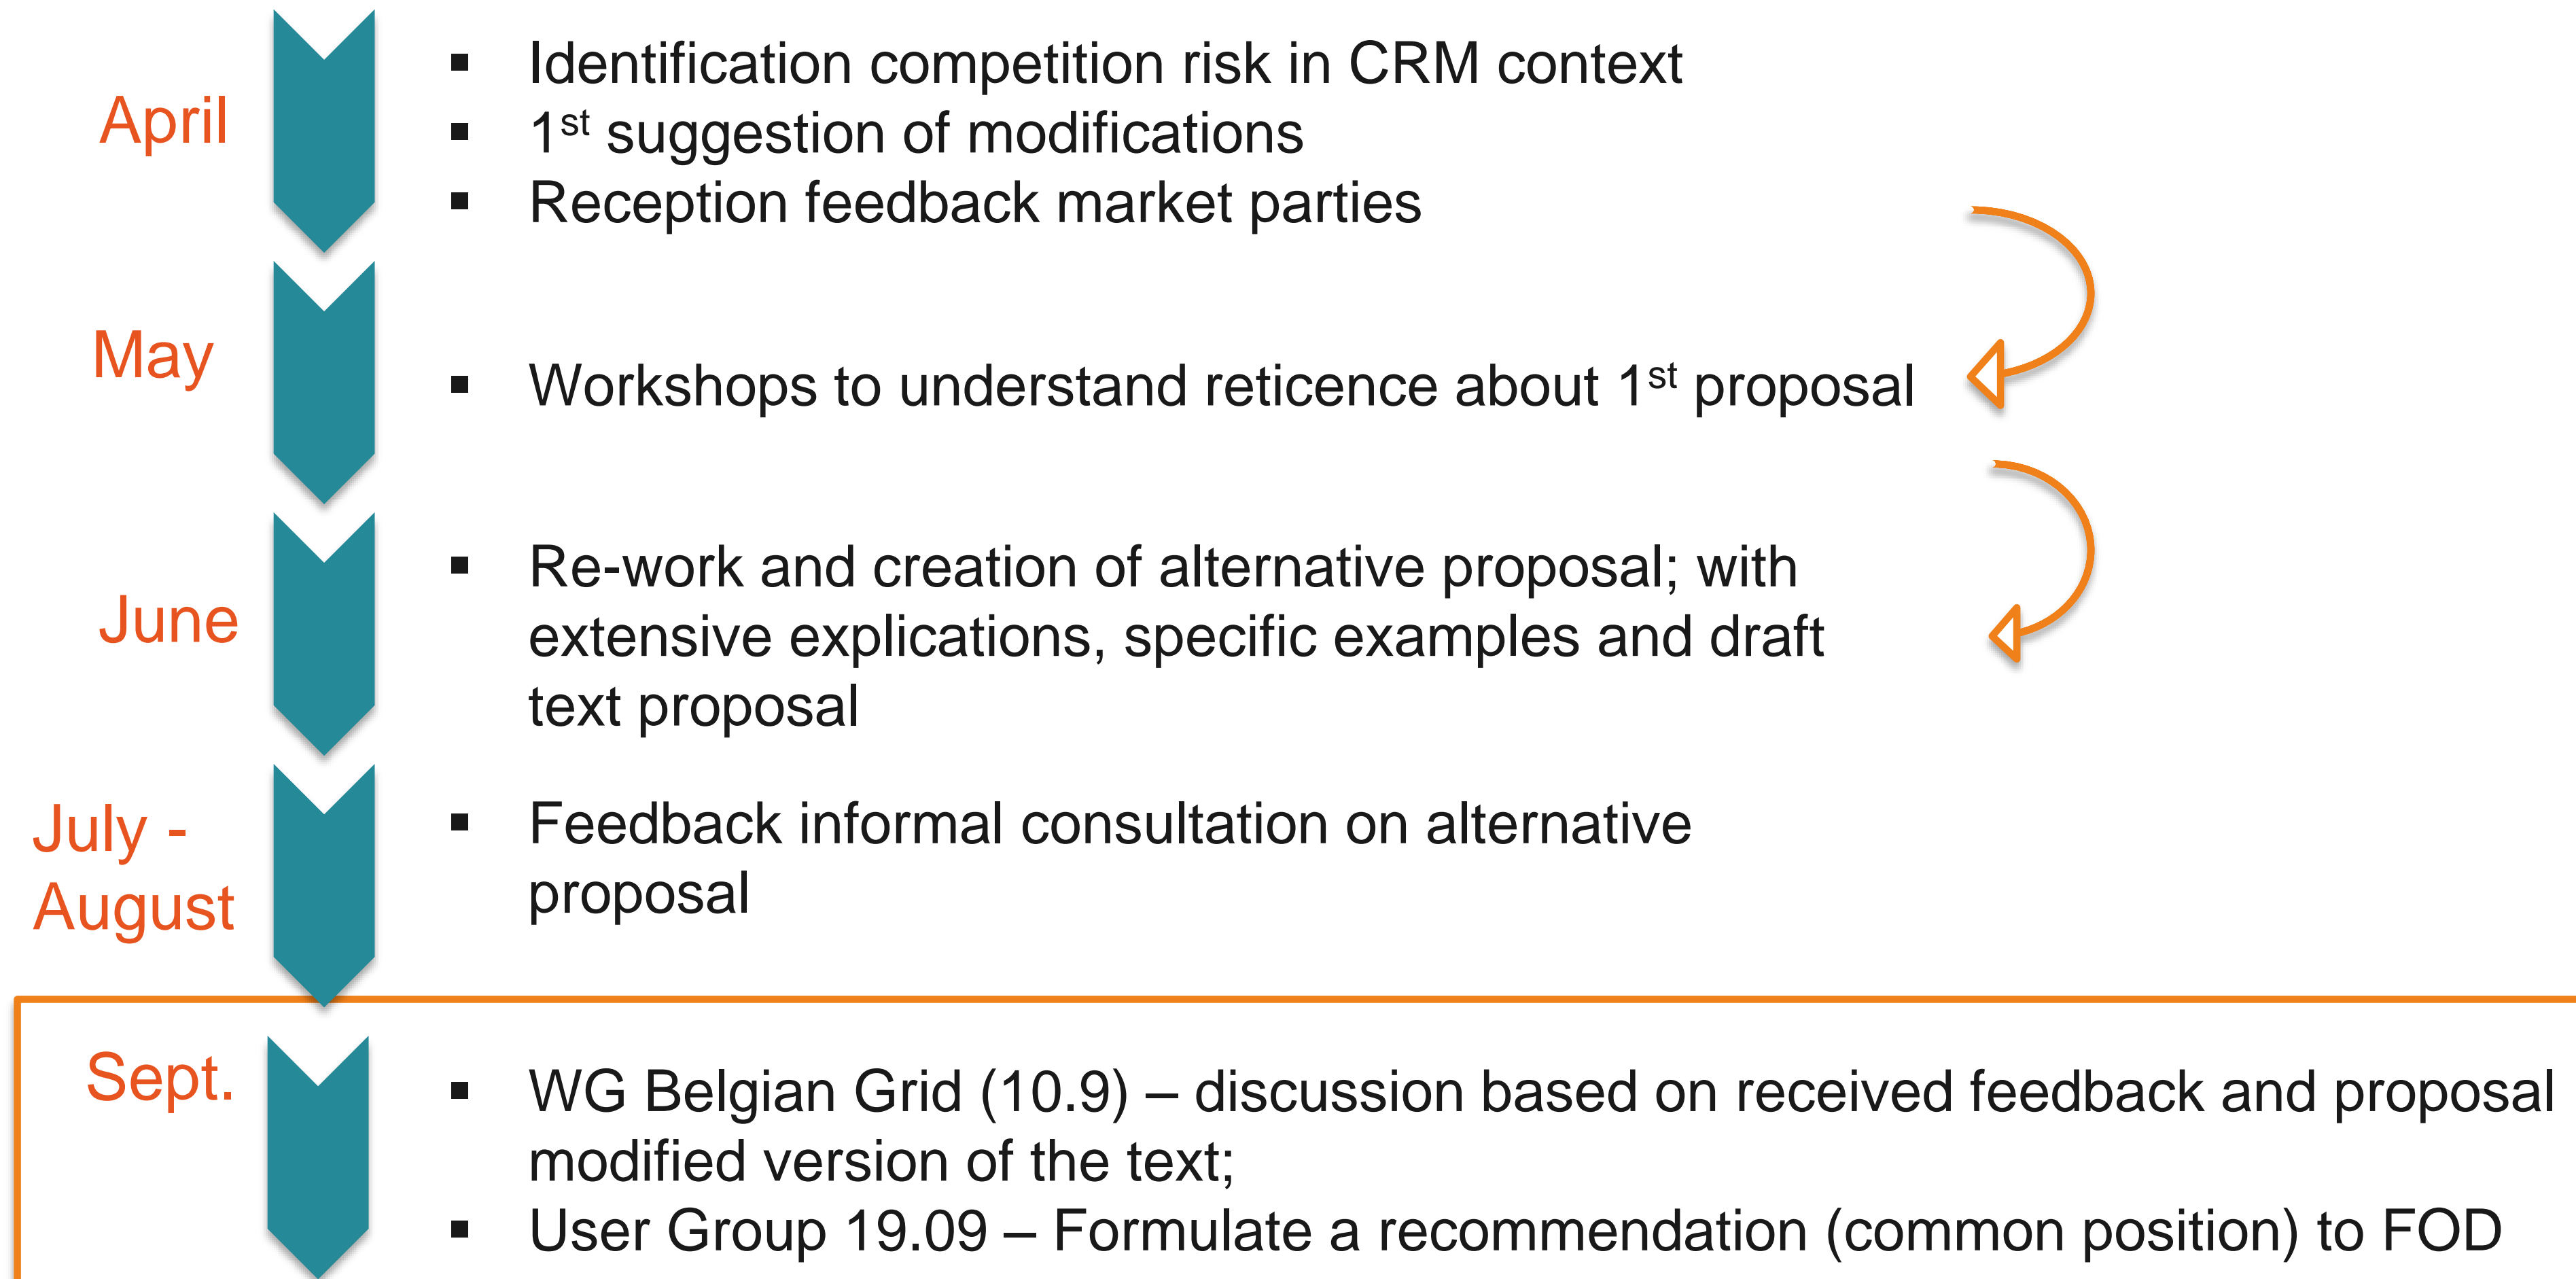 April
▪ Identification competition risk in CRM context
▪ 1st suggestion of modifications
▪ Reception feedback market parties
May
▪ Workshops to understand reticence about 1st proposal
June
▪ Re-work and creation of alternative proposal; with
extensive explications, specific examples and draft
text proposal
July -
August
▪ Feedback informal consultation on alternative
proposal
Sept.
▪ WG Belgian Grid (10.9) – discussion based on received feedback and proposal
modified version of the text;
▪ User Group 19.09 – Formulate a recommendation (common position) to FOD